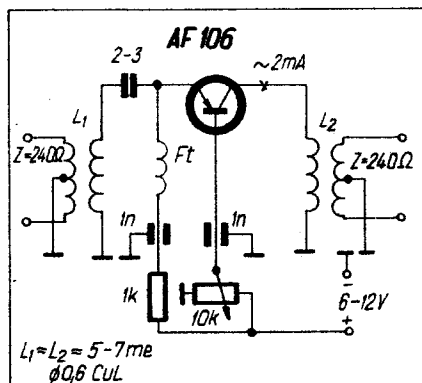 AF 106
2-3
~2mA
L1
L2
Z=240Ω
Ft
Z=240Ω
1n
1n
1k
10k
-
6-12V
+
L1=L2=5-7me
φ0,6 CuL